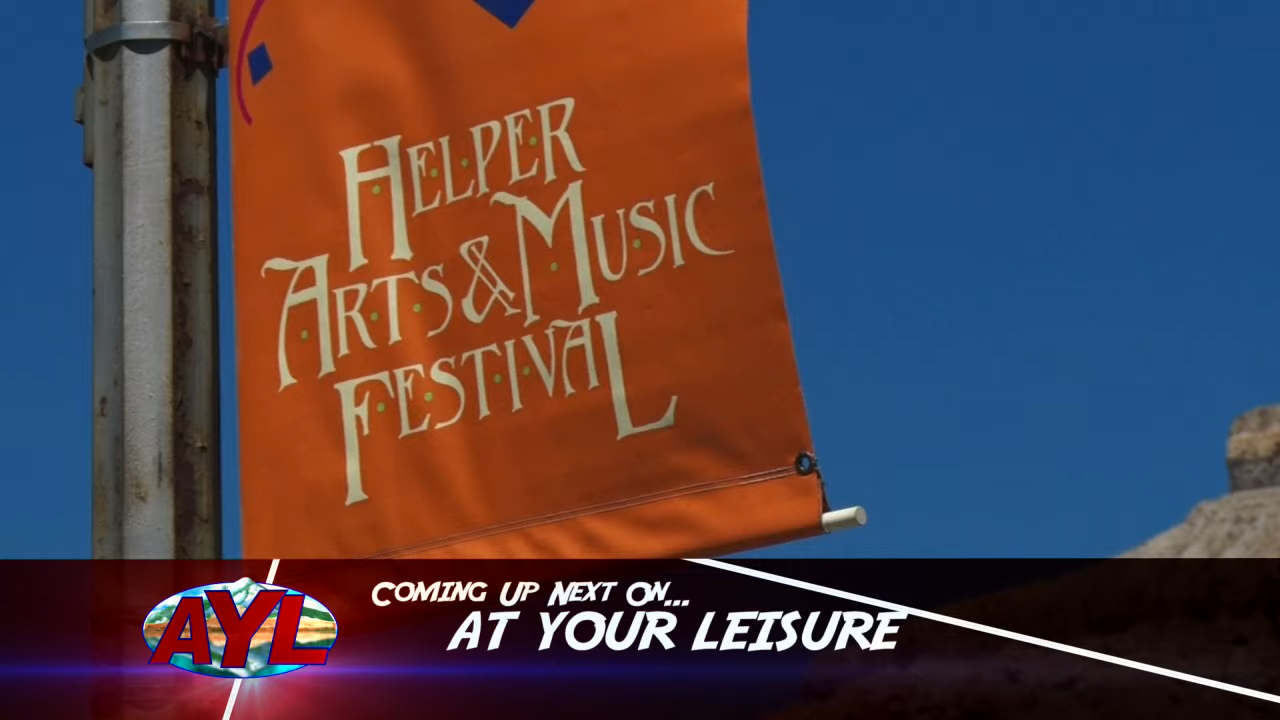 HELPER
ARTS & MUSIC
FESTIVAL
COMING UP NEXT ON...
AYL
AT YOUR LEISURE